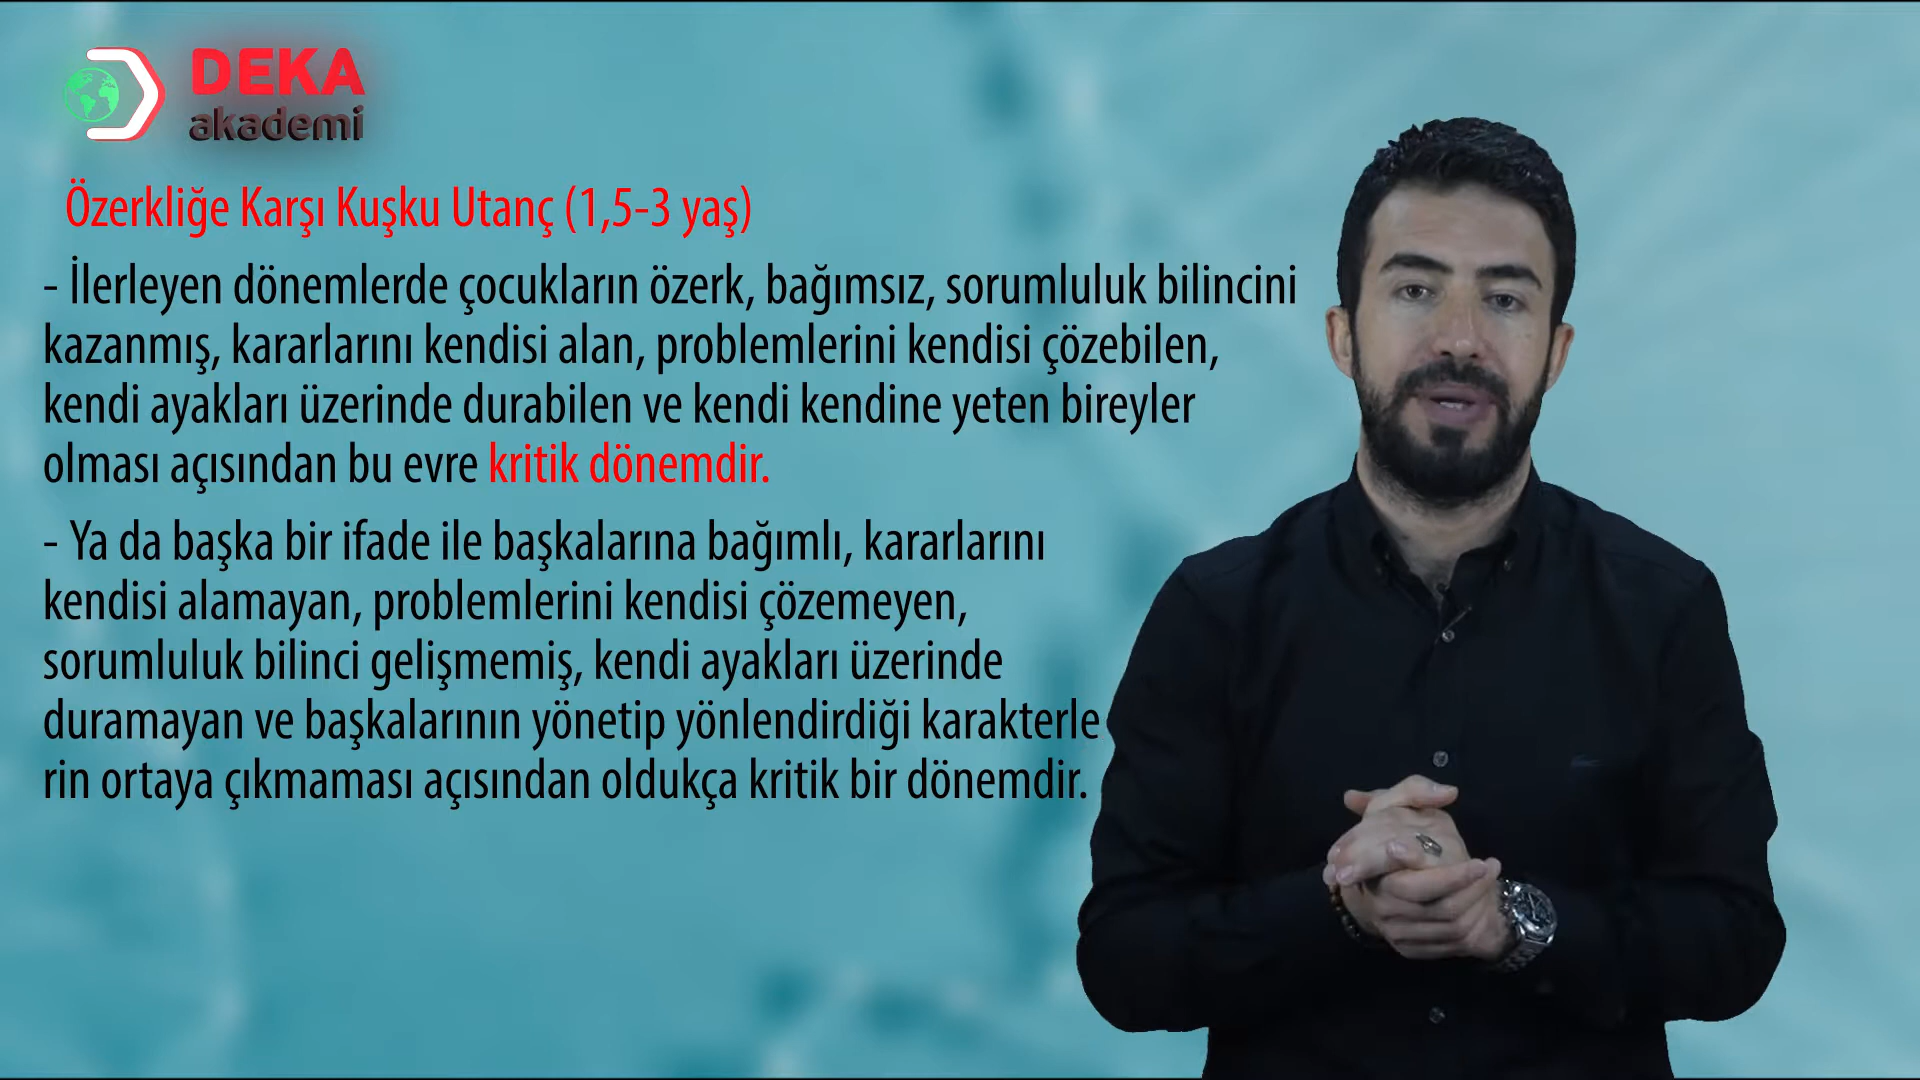 DEKA
akademi
Özerkliğe Karşı Kuşku Utanç (1,5-3 yaş)
- İlerleyen dönemlerde çocukların özerk, bağımsız, sorumluluk bilincini
kazanmış, kararlarını kendisi alan, problemlerini kendisi çözebilen,
kendi ayakları üzerinde durabilen ve kendi kendine yeten bireyler
olması açısından bu evre kritik dönemdir.
- Ya da başka bir ifade ile başkalarına bağımlı, kararlarını
kendisi alamayan, problemlerini kendisi çözemeyen,
sorumluluk bilinci gelişmemiş, kendi ayakları üzerinde
duramayan ve başkalarının yönetip yönlendirdiği karakterle
rin ortaya çıkmaması açısından oldukça kritik bir dönemdir.